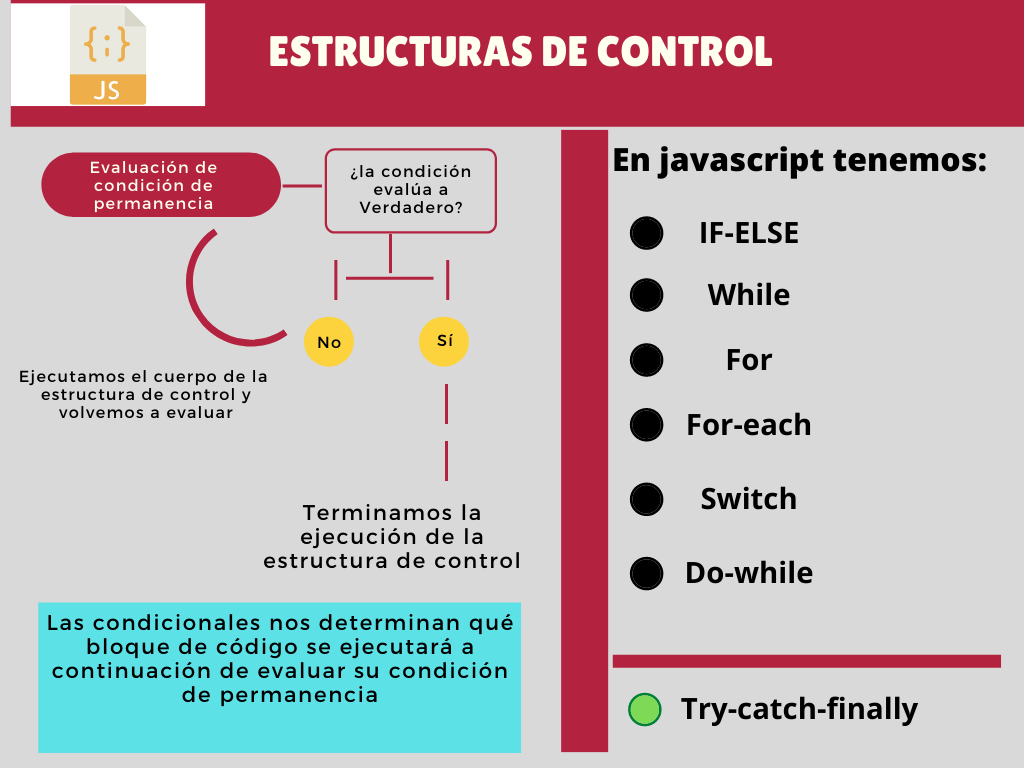 {;}
JS
ESTRUCTURAS DE CONTROL
Evaluación de
condición de
permanencia
¿la condición
evalúa a
Verdadero?
No
Sí
Ejecutamos el cuerpo de la
estructura de control y
volvemos a evaluar
Terminamos la
ejecución de la
estructura de control
Las condicionales nos determinan qué
bloque de código se ejecutará a
continuación de evaluar su condición
de permanencia
En javascript tenemos:
IF-ELSE
While
For
For-each
Switch
Do-while
Try-catch-finally